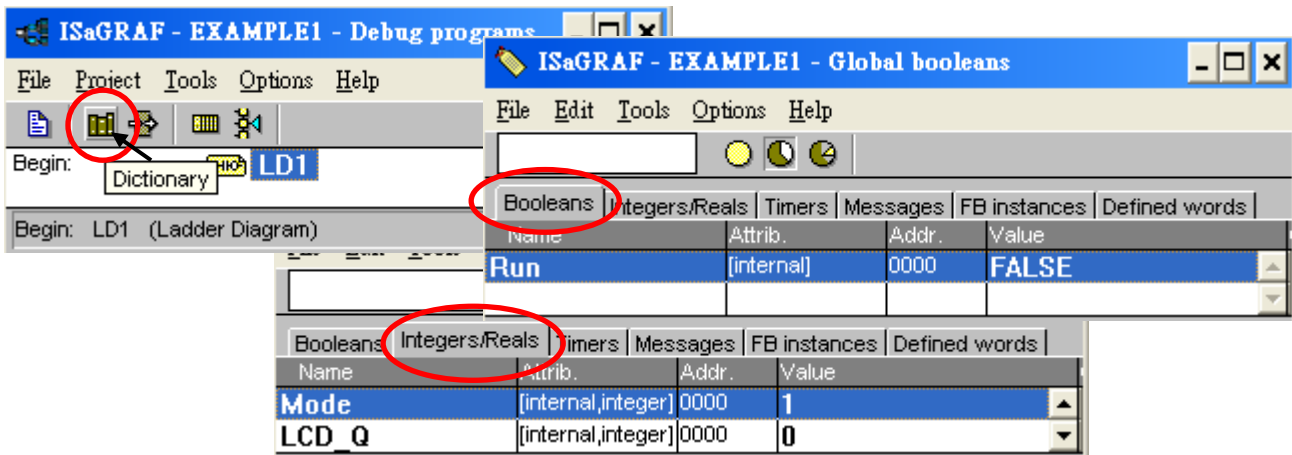 ISaGRAF - EXAMPLE1 - Debug programs
File Project Tools Options Help
Begin: LD1
Dictionary
Begin: LD1 (Ladder Diagram)
ISaGRAF - EXAMPLE1 - Global booleans
File Edit Tools Options Help
Booleans Integers/Reals Timers Messages FB instances Defined words
Name Attrib. Addr. Value
Run [internal] 0000 FALSE
Booleans Integers/Reals Timers Messages FB instances Defined words
Name Attrib. Addr. Value
Mode [internal,integer] 0000 1
LCD_Q [internal,integer] 0000 0